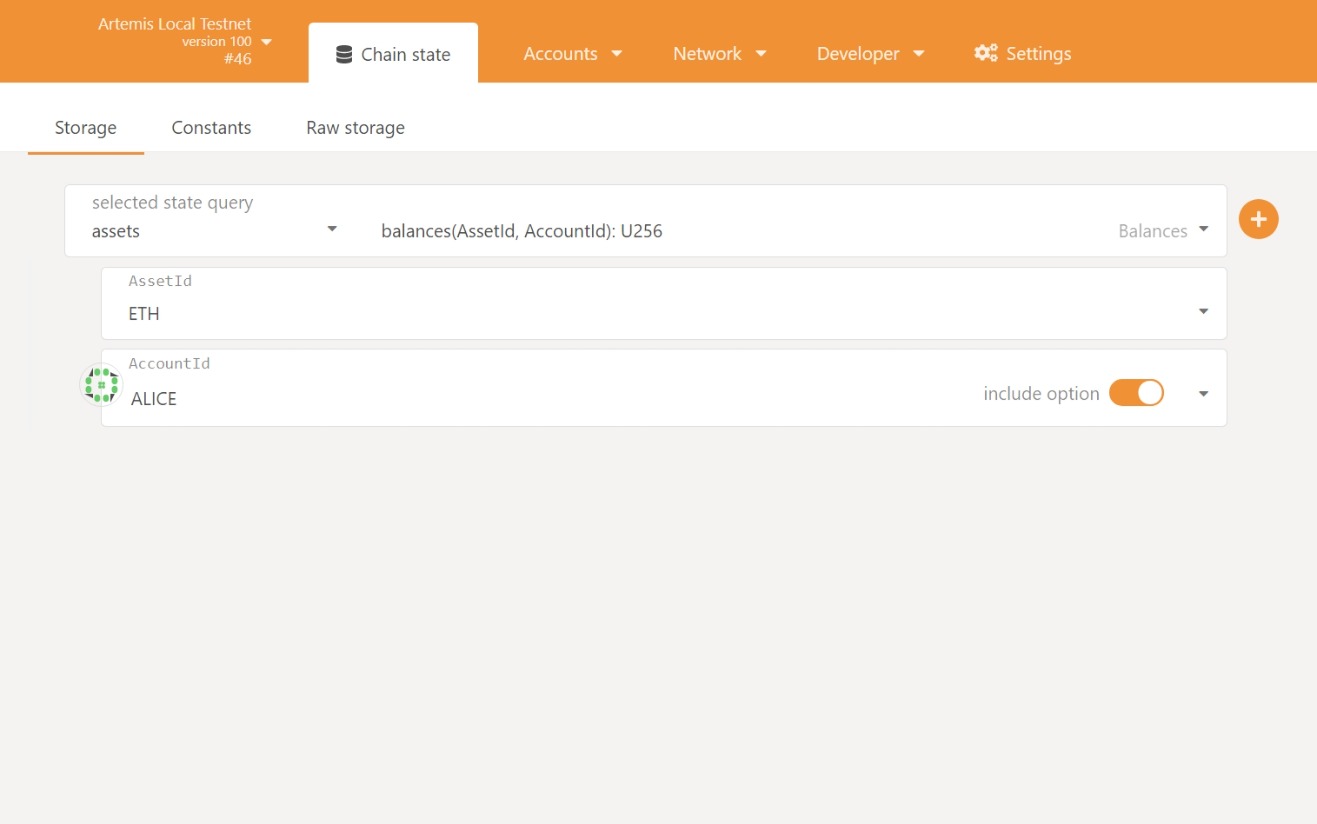 Artemis Local Testnet
version 100
#46
Chain state
Accounts
Network
Developer
Settings
Storage
Constants
Raw storage
selected state query
assets
balances(AssetId, AccountId): U256
Balances
AssetId
ETH
AccountId
ALICE
include option